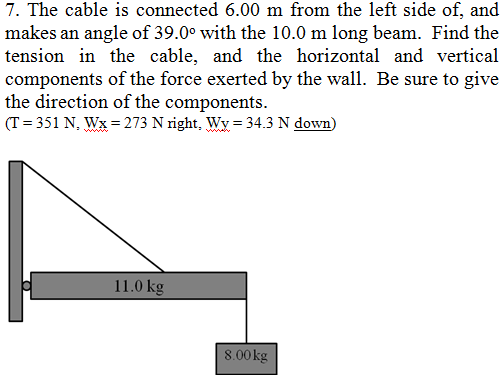 7. The cable is connected 6.00 m from the left side of, and
makes an angle of 39.0° with the 10.0 m long beam. Find the
tension in the cable, and the horizontal and vertical
components of the force exerted by the wall. Be sure to give
the direction of the components.
(T = 351 N, Wx = 273 N right, Wy = 34.3 N down)
11.0 kg
8.00kg